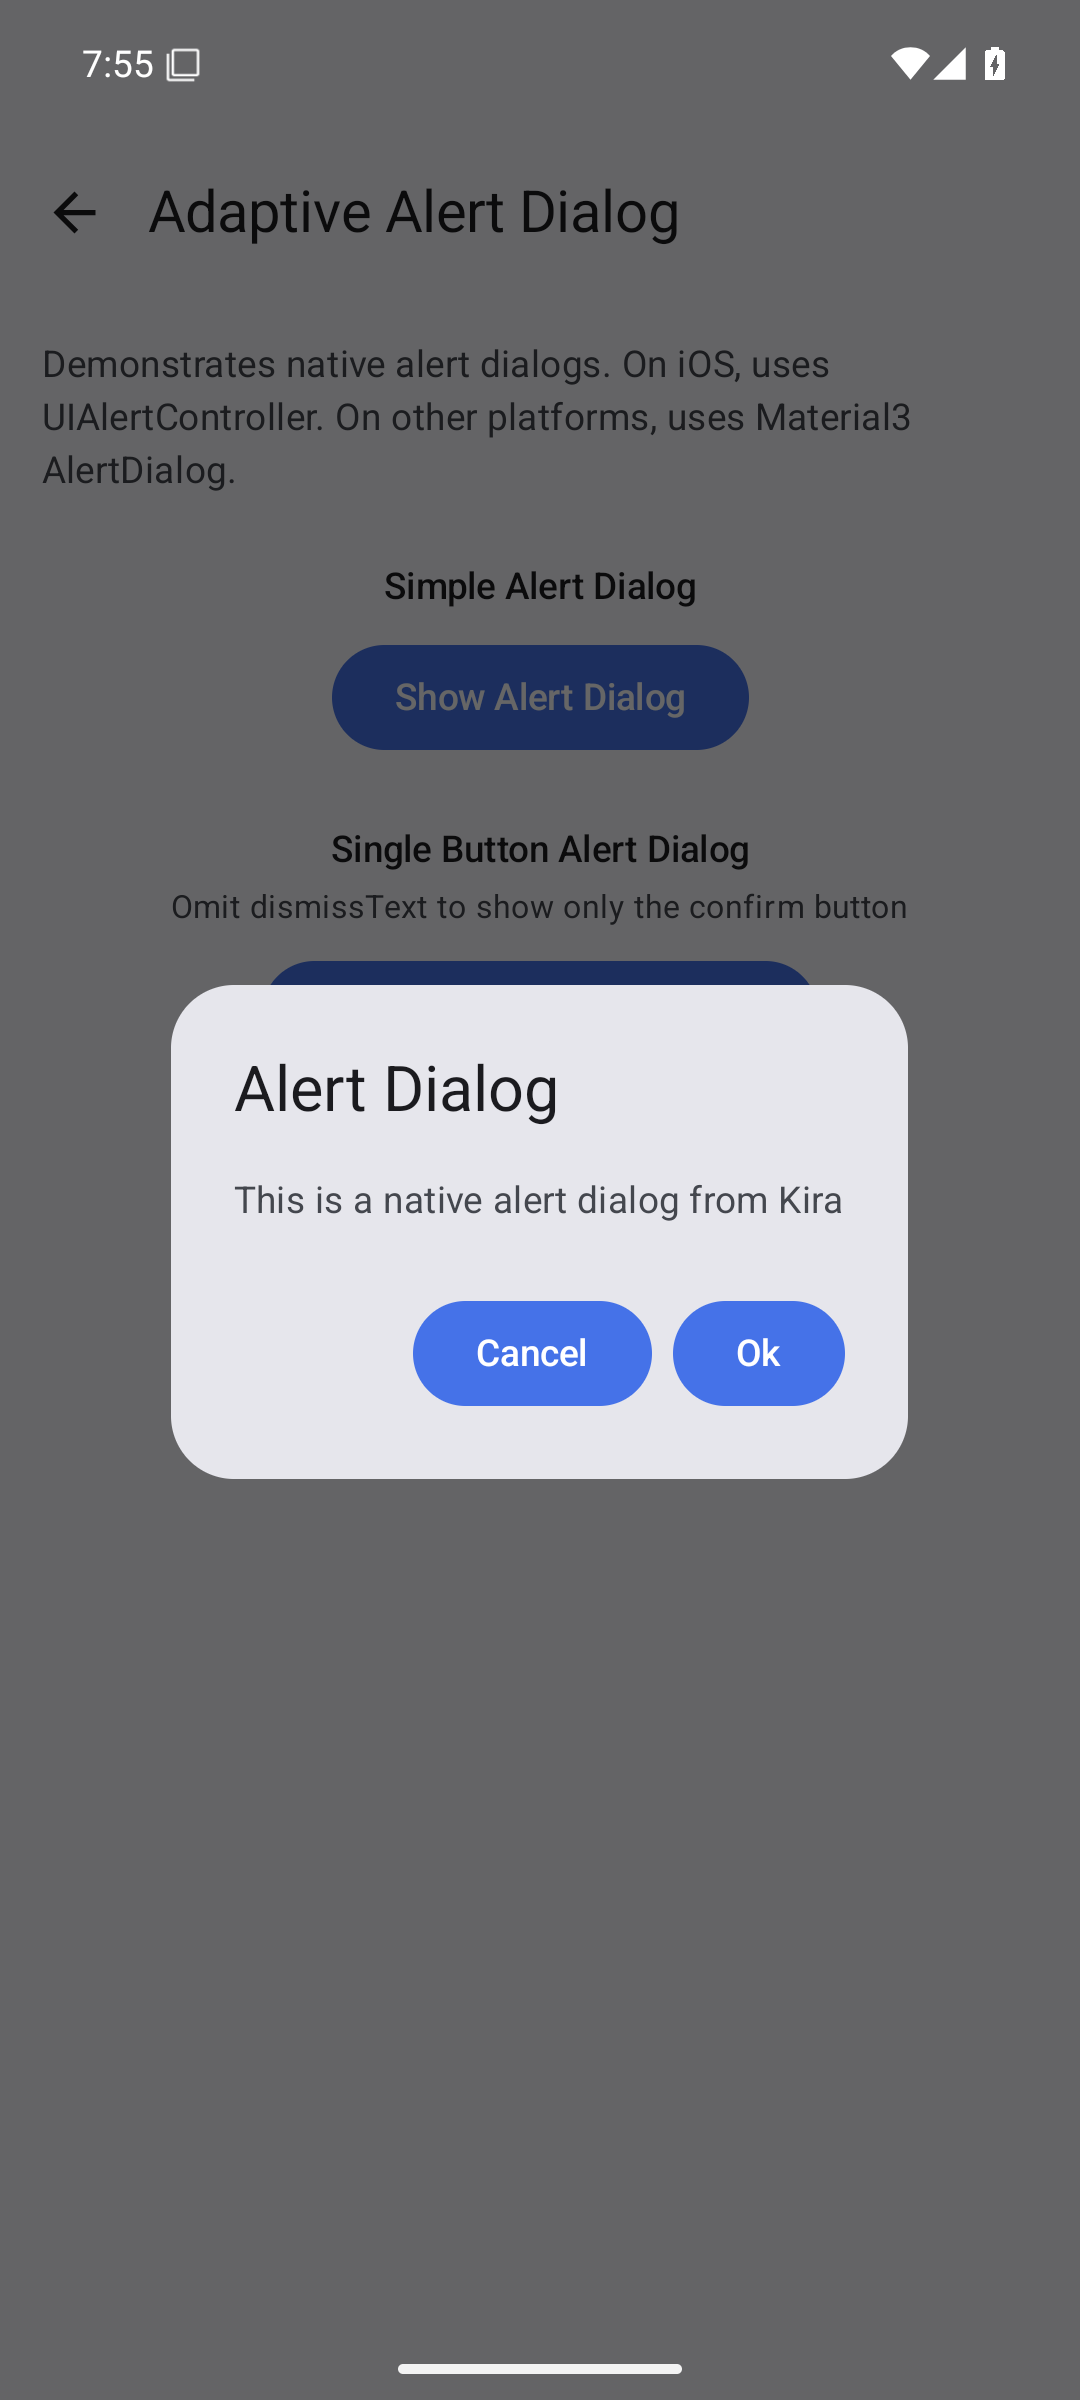 7:55
Adaptive Alert Dialog
Demonstrates native alert dialogs. On iOS, uses
UIAlertController. On other platforms, uses Material3
AlertDialog.
Simple Alert Dialog
Show Alert Dialog
Single Button Alert Dialog
Omit dismissText to show only the confirm button
Alert Dialog
This is a native alert dialog from Kira
Cancel
Ok